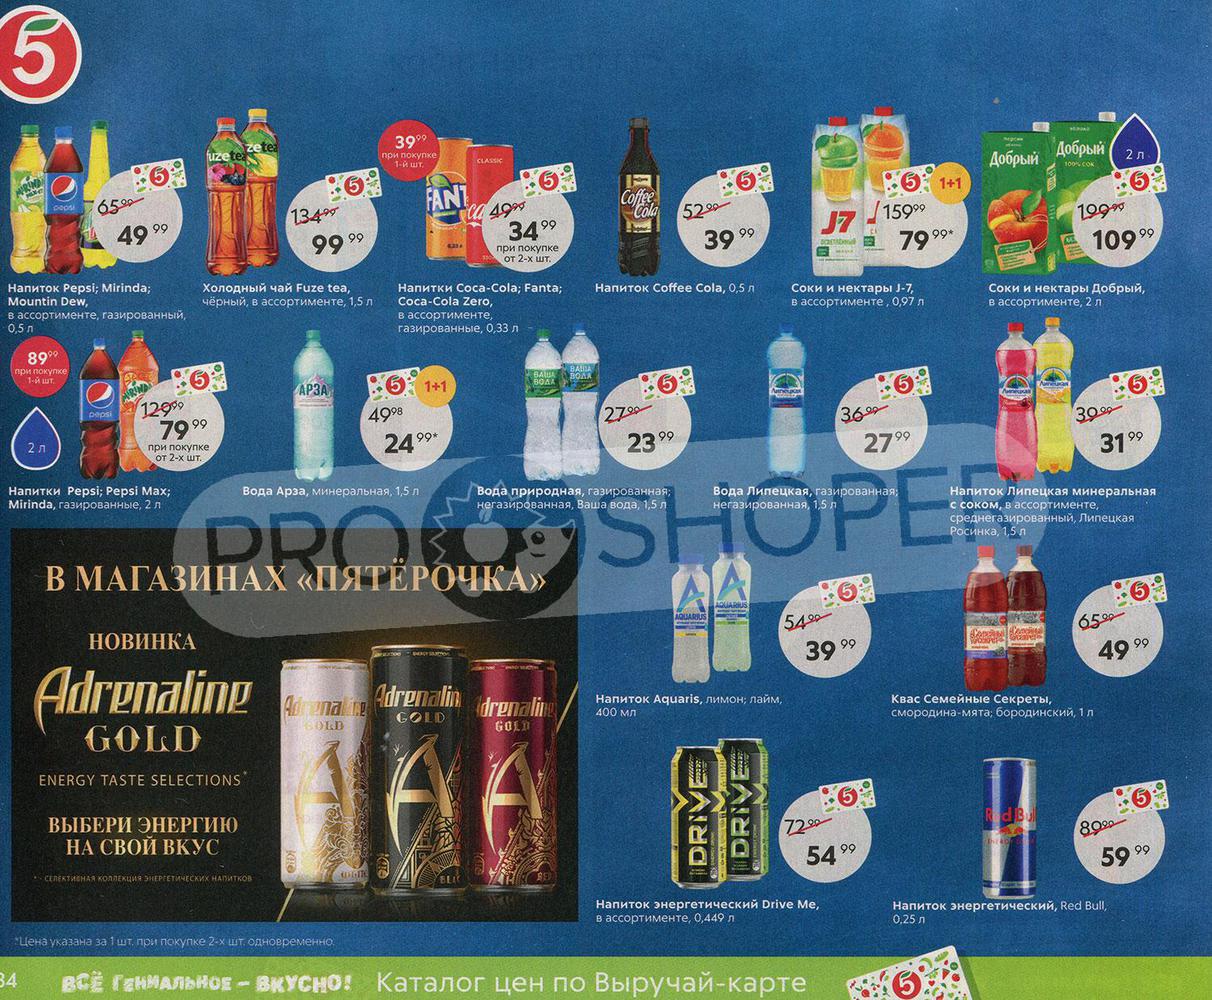 5
65 99
49 99
Напиток Pepsi; Mirinda;
Mountin Dew,
в ассортименте, газированный,
0,5 л
134 99
99 99
Холодный чай Fuze tea,
чёрный, в ассортименте, 1,5 л
39 99
при покупке
1-й шт.
49 99
34 99
при покупке
от 2-х шт.
Напитки Coca-Cola; Fanta;
Coca-Cola Zero,
в ассортименте,
газированные, 0,33 л
52 99
39 99
Напиток Coffee Cola, 0,5 л
1+1
159 99
79 99*
Соки и нектары J-7,
в ассортименте , 0,97 л
2 л
199 99
109 99
Соки и нектары Добрый,
в ассортименте, 2 л
89 99
при покупке
1-й шт.
2 л
129 99
79 99
при покупке
от 2-х шт.
Напитки Pepsi; Pepsi Max;
Mirinda, газированные, 2 л
1+1
49 98
24 99*
Вода Арза, минеральная, 1,5 л
27 99
23 99
Вода природная, газированная;
негазированная, Ваша вода, 1,5 л
36 99
27 99
Вода Липецкая, газированная;
негазированная, 1,5 л
39 99
31 99
Напиток Липецкая минеральная
с соком, в ассортименте,
среднегазированный, Липецкая
Росинка, 1,5 л
PRO SHOPER
В МАГАЗИНАХ «ПЯТЁРОЧКА»
НОВИНКА
Adrenaline
GOLD
ENERGY TASTE SELECTIONS*
ВЫБЕРИ ЭНЕРГИЮ
НА СВОЙ ВКУС
* - СЕЛЕКТИВНАЯ КОЛЛЕКЦИЯ ЭНЕРГЕТИЧЕСКИХ НАПИТКОВ
54 99
39 99
Напиток Aquaris, лимон; лайм,
400 мл
65 99
49 99
Квас Семейные Секреты,
смородина-мята; бородинский, 1 л
72 99
54 99
Напиток энергетический Drive Me,
в ассортименте, 0,449 л
89 99
59 99
Напиток энергетический, Red Bull,
0,25 л
*Цена указана за 1 шт. при покупке 2-х шт. одновременно.
34 ВСЁ ГЕНИАЛЬНОЕ – ВКУСНО! Каталог цен по Выручай-карте
5